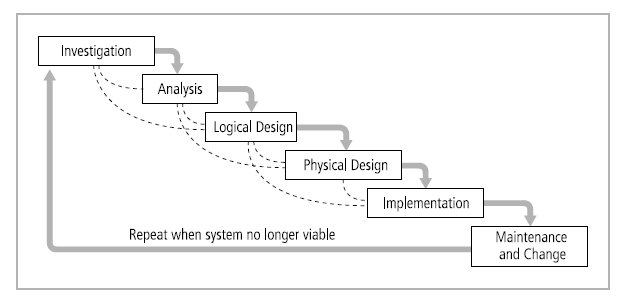 Investigation
Analysis
Logical Design
Physical Design
Implementation
Repeat when system no longer viable
Maintenance
and Change